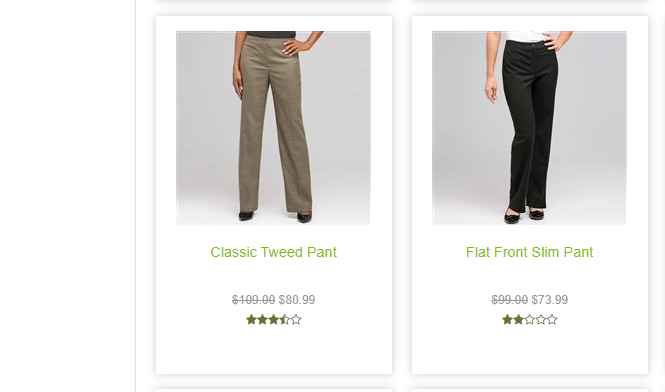 Classic Tweed Pant
$109.00 $80.99
Flat Front Slim Pant
$99.00 $73.99